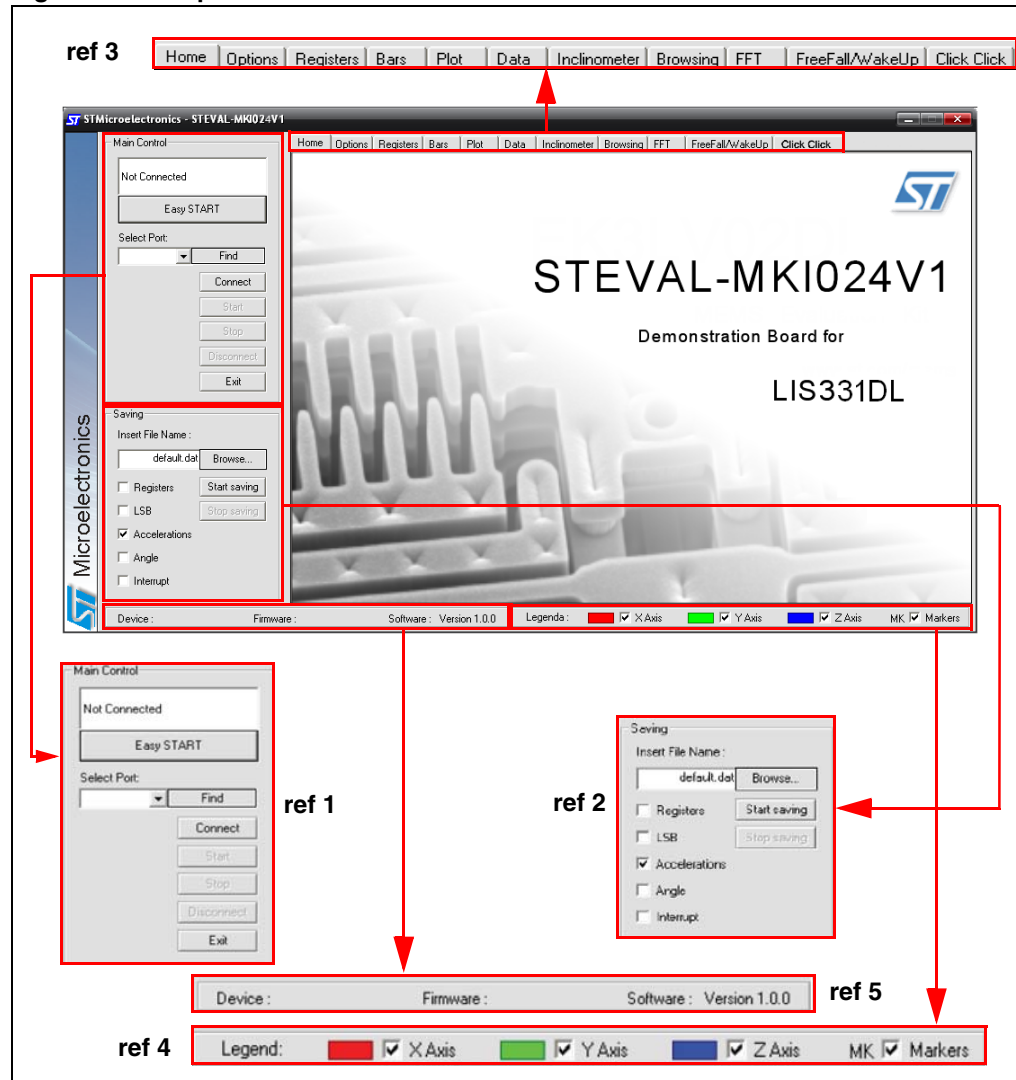 ref 3
Home Options Registers Bars Plot Data Inclinometer Browsing FFT FreeFall/WakeUp Click Click
ST STMicroelectronics - STEVAL-MKI024V1
Main Control
Not Connected
Easy START
Select Port:
Find
Connect
Start
Stop
Disconnect
Exit
Saving
Insert File Name :
default.dat Browse...
Registers Start saving
LSB Stop saving
Accelerations
Angle
Interrupt
Microelectronics
Home Options Registers Bars Plot Data Inclinometer Browsing FFT FreeFall/WakeUp Click Click
ST
STEVAL-MKI024V1
Demonstration Board for
LIS331DL
Device : Firmware : Software : Version 1.0.0 Legenda : X Axis Y Axis Z Axis MK Markers
Main Control
Not Connected
Easy START
Select Port:
Find
Connect
Start
Stop
Disconnect
Exit
ref 1
ref 2
Saving
Insert File Name :
default.dat Browse...
Registers Start saving
LSB Stop saving
Accelerations
Angle
Interrupt
Device : Firmware : Software : Version 1.0.0
ref 5
ref 4
Legend: X Axis Y Axis Z Axis MK Markers